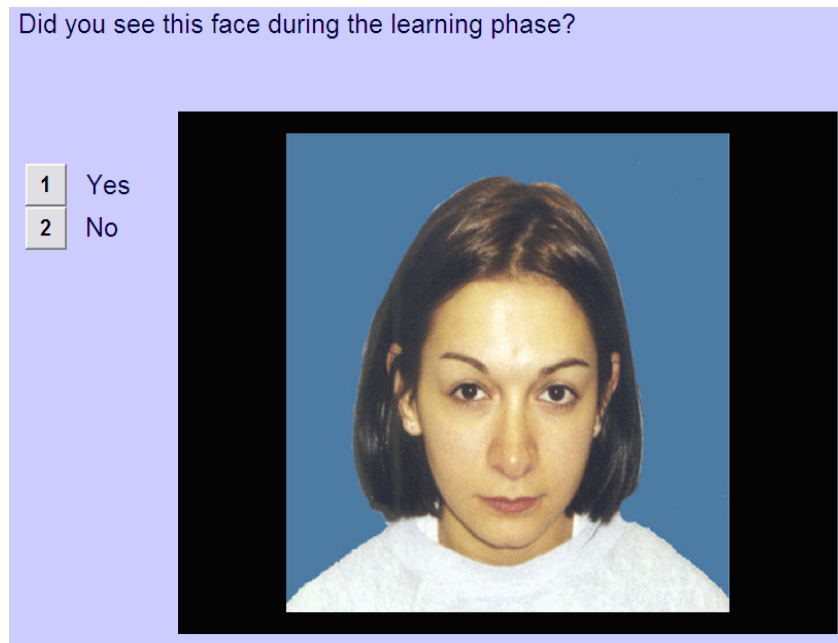 Did you see this face during the learning phase?
1 Yes
2 No